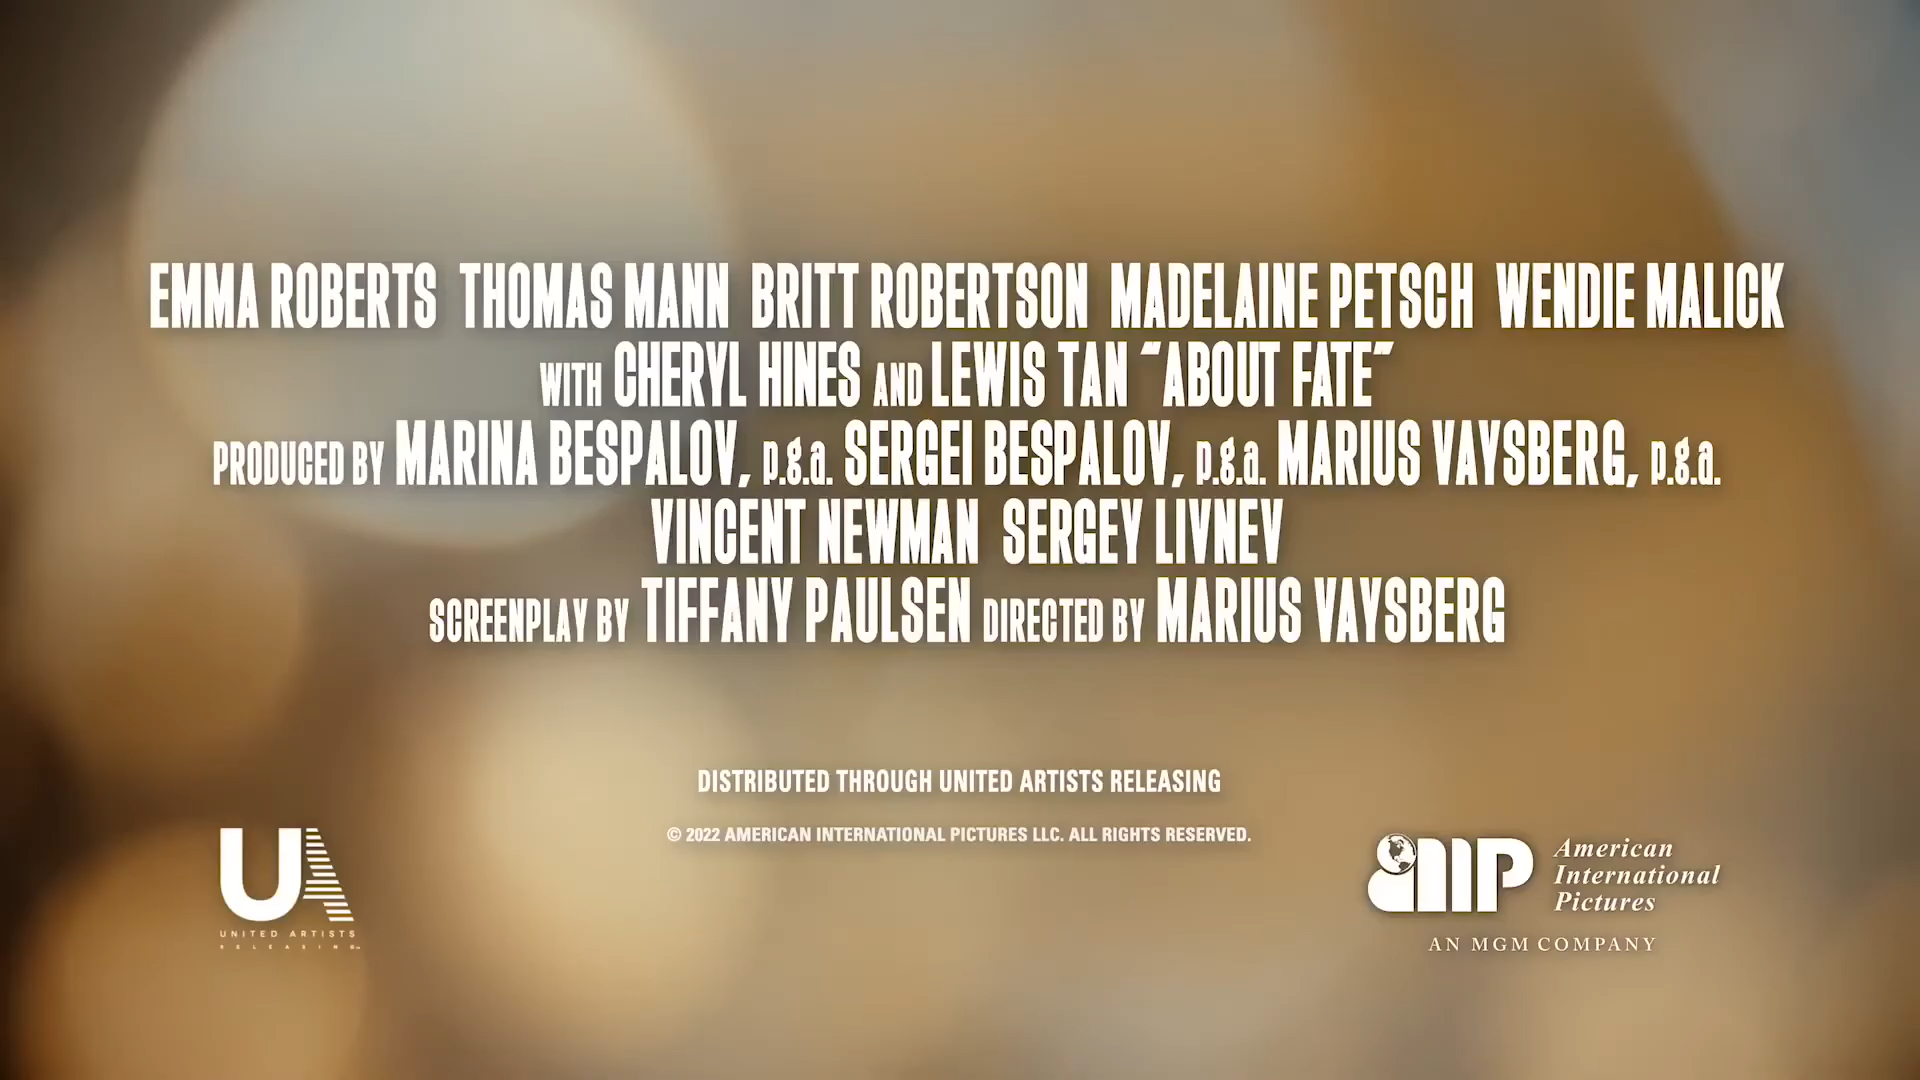 EMMA ROBERTS THOMAS MANN BRITT ROBERTSON MADELAINE PETSCH WENDIE MALICK
WITH CHERYL HINES AND LEWIS TAN "ABOUT FATE"
PRODUCED BY MARINA BESPALOV, p.g.a. SERGEI BESPALOV, p.g.a. MARIUS VAYSBERG, p.g.a.
VINCENT NEWMAN SERGEY LIVNEV
SCREENPLAY BY TIFFANY PAULSEN DIRECTED BY MARIUS VAYSBERG
DISTRIBUTED THROUGH UNITED ARTISTS RELEASING
© 2022 AMERICAN INTERNATIONAL PICTURES LLC. ALL RIGHTS RESERVED.
UA
UNITED ARTISTS
RELEASING
AIP
American
International
Pictures
AN MGM COMPANY